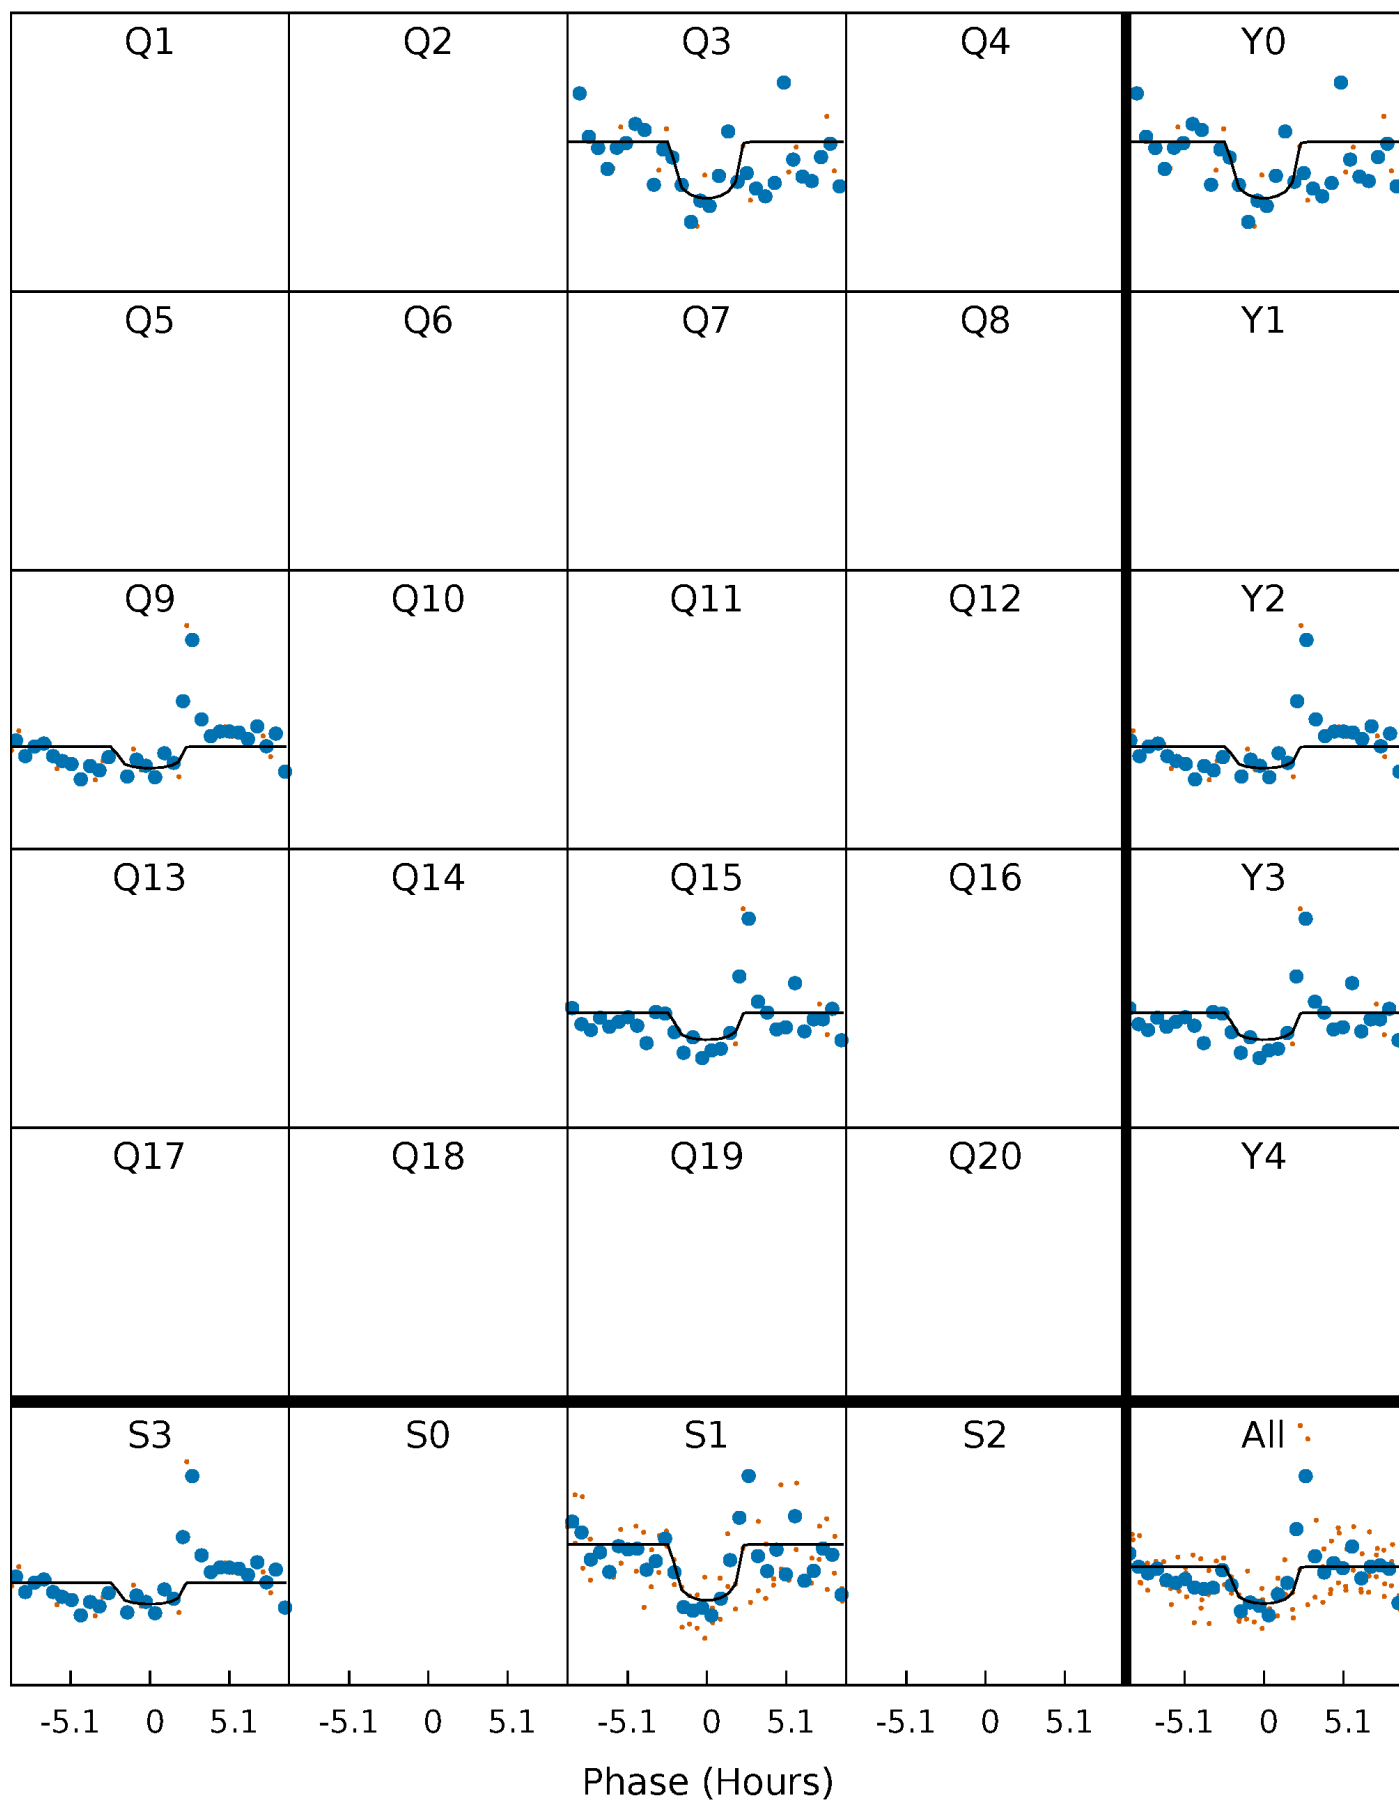 Q1 Q2 Q3 Q4 Y0
Q5 Q6 Q7 Q8 Y1
Q9 Q10 Q11 Q12 Y2
Q13 Q14 Q15 Q16 Y3
Q17 Q18 Q19 Q20 Y4
S3 S0 S1 S2 All
-5.1 0 5.1 -5.1 0 5.1 -5.1 0 5.1 -5.1 0 5.1 -5.1 0 5.1
Phase (Hours)